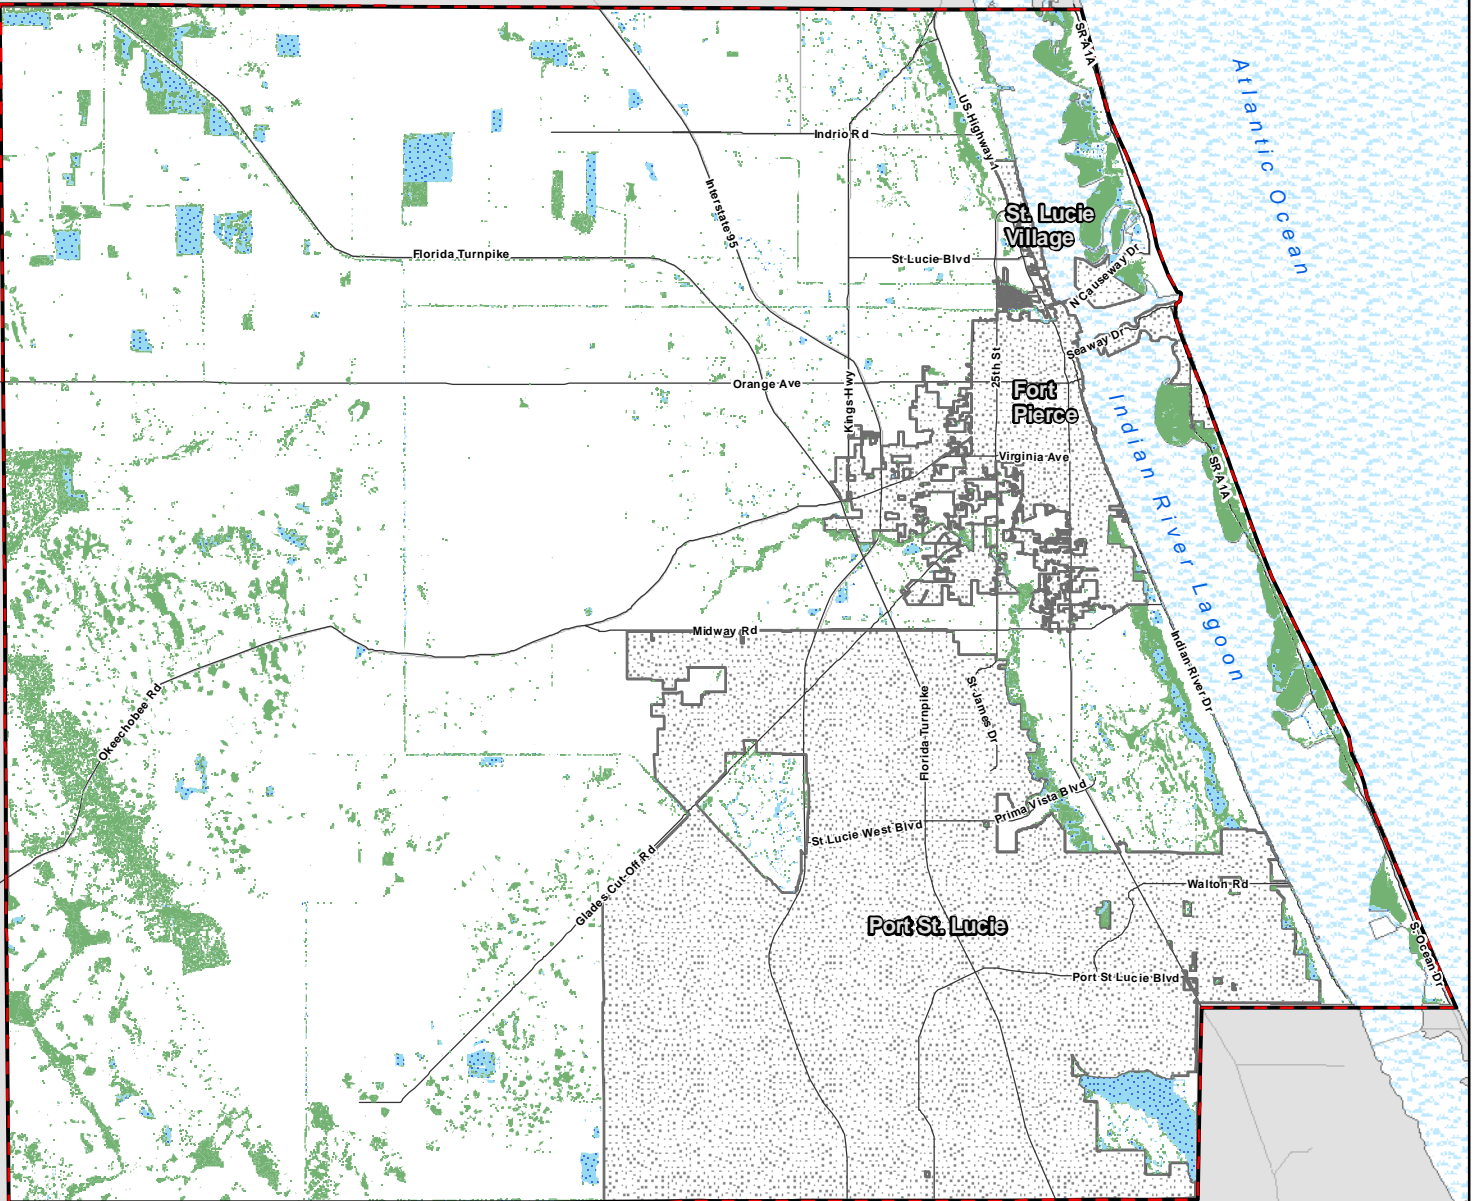 SR A1A
Atlantic Ocean
US Highway 1
Indrio Rd
Interstate 95
St. Lucie
Village
Florida Turnpike
St Lucie Blvd
N Causeway Dr
Seaway Dr
25th St
Orange Ave
Kings Hwy
Fort
Pierce
Indian River Lagoon
Virginia Ave
SR A1A
Midway Rd
Indian River Dr
St James Dr
Florida Turnpike
Okeechobee Rd
Prima Vista Blvd
St Lucie West Blvd
Glades Cut-Off Rd
Walton Rd
Port St. Lucie
S Ocean Dr
Port St Lucie Blvd